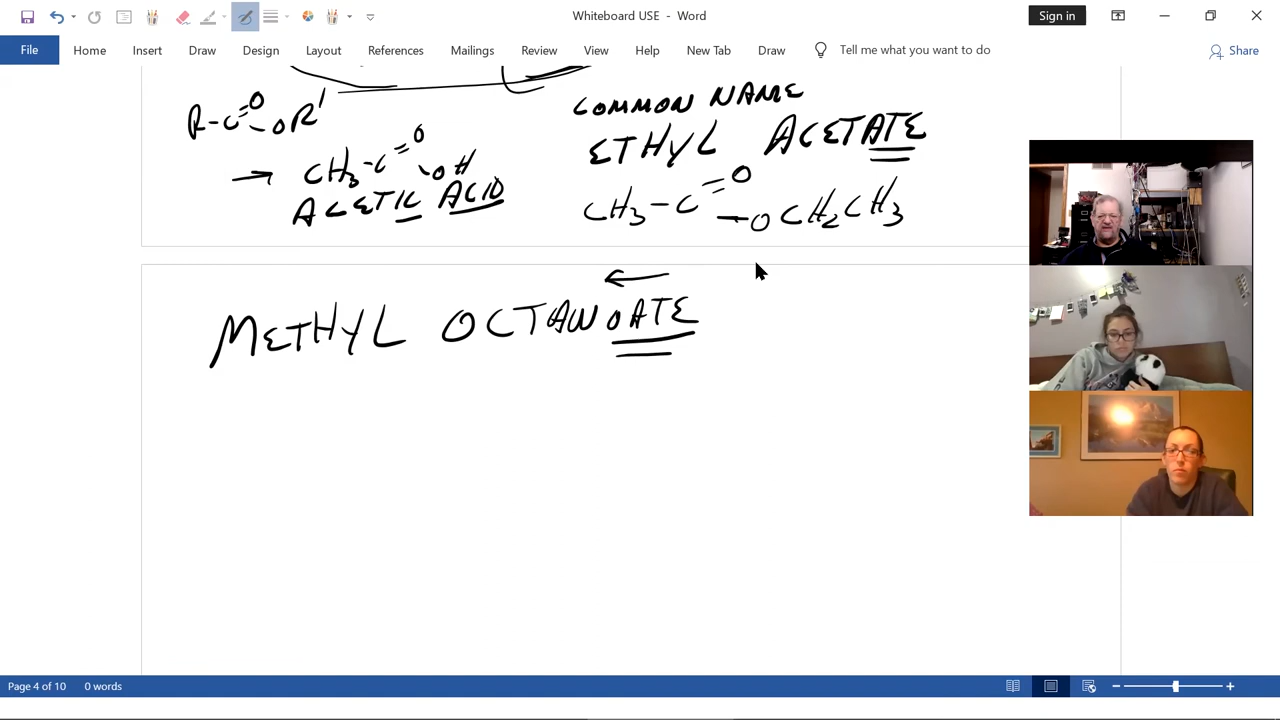 Whiteboard USE - Word
Sign in
File Home Insert Draw Design Layout References Mailings Review View Help New Tab Draw Tell me what you want to do Share
R-C=O-OR'
COMMON NAME
ETHYL ACETATE
→ CH3-C=O-OH
ACETIC ACID
CH3-C=O-OCH2CH3
←
METHYL OCTANOATE
Page 4 of 10 0 words